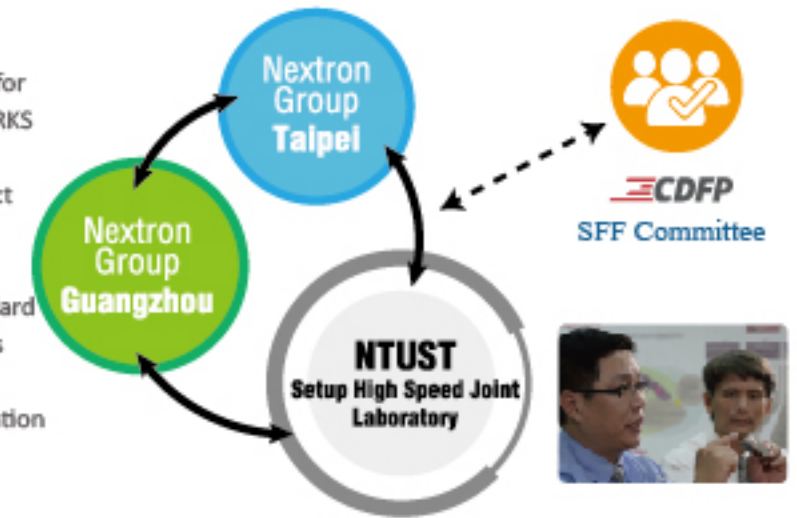 for
RKS
ct
ard
s
tion
Nextron
Group
Taipei
Nextron
Group
Guangzhou
NTUST
Setup High Speed Joint
Laboratory
CDFP
SFF Committee